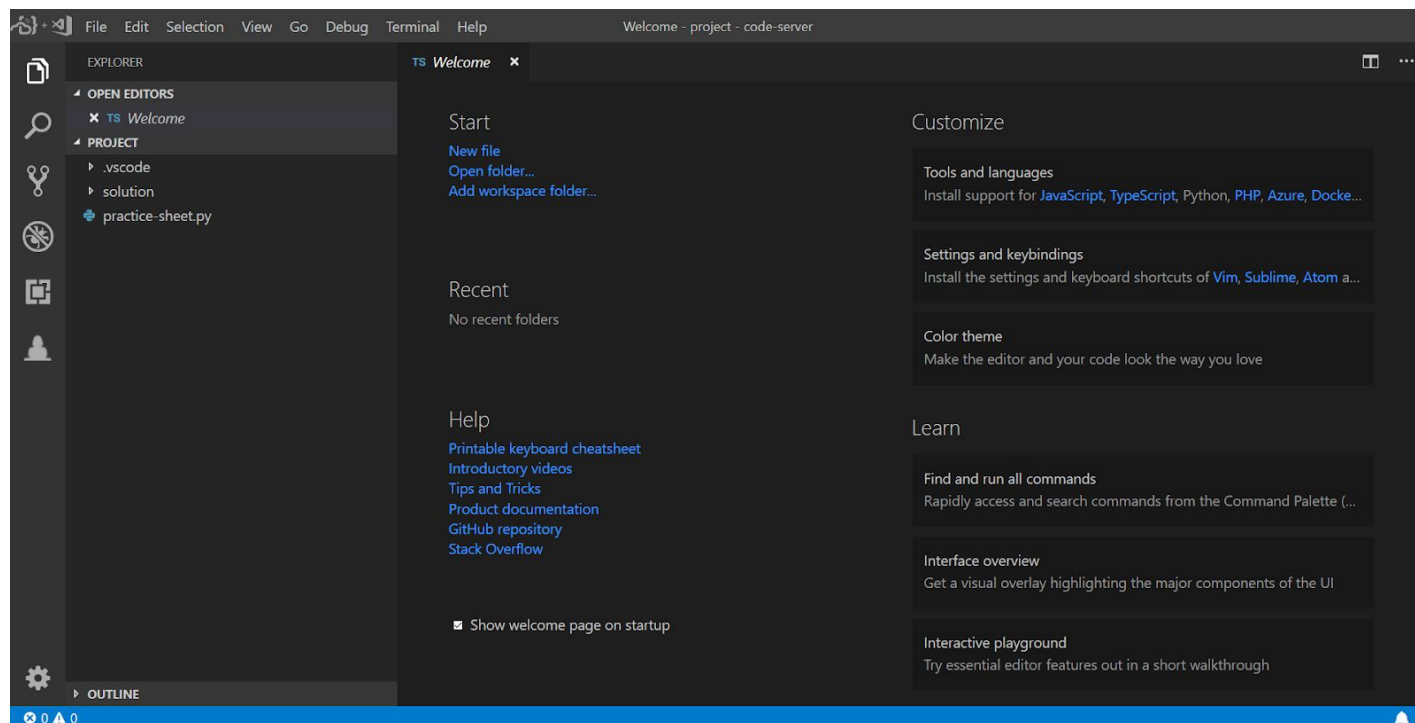 File Edit Selection View Go Debug Terminal Help
Welcome - project - code-server
EXPLORER
OPEN EDITORS
TS Welcome
PROJECT
.vscode
solution
practice-sheet.py
OUTLINE
TS Welcome
Start
New file
Open folder...
Add workspace folder...
Recent
No recent folders
Help
Printable keyboard cheatsheet
Introductory videos
Tips and Tricks
Product documentation
GitHub repository
Stack Overflow
Show welcome page on startup
Customize
Tools and languages
Install support for JavaScript, TypeScript, Python, PHP, Azure, Docke...
Settings and keybindings
Install the settings and keyboard shortcuts of Vim, Sublime, Atom a...
Color theme
Make the editor and your code look the way you love
Learn
Find and run all commands
Rapidly access and search commands from the Command Palette (...
Interface overview
Get a visual overlay highlighting the major components of the UI
Interactive playground
Try essential editor features out in a short walkthrough
0 0